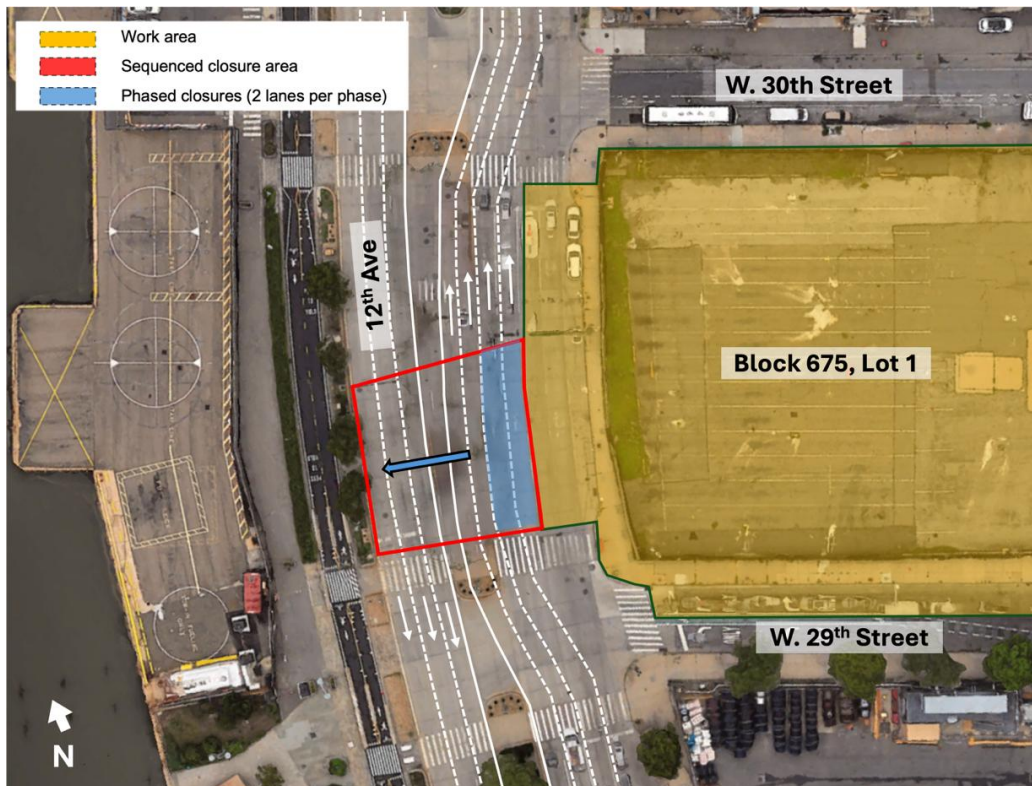 Work area
Sequenced closure area
Phased closures (2 lanes per phase)
W. 30th Street
12th Ave
Block 675, Lot 1
W. 29th Street
N